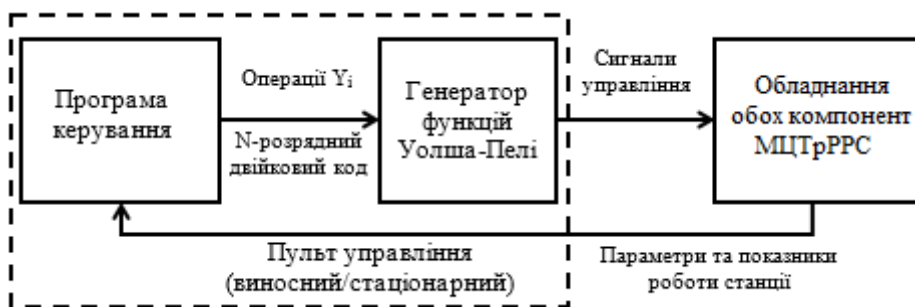 Програма
керування
Операції Yі
N-розрядний
двійковий код
Генератор
функцій
Уолша-Пелі
Сигнали
управління
Обладнання
обох компонент
МЦТрРРС
Пульт управління
(виносний/стаціонарний)
Параметри та показники
роботи станції